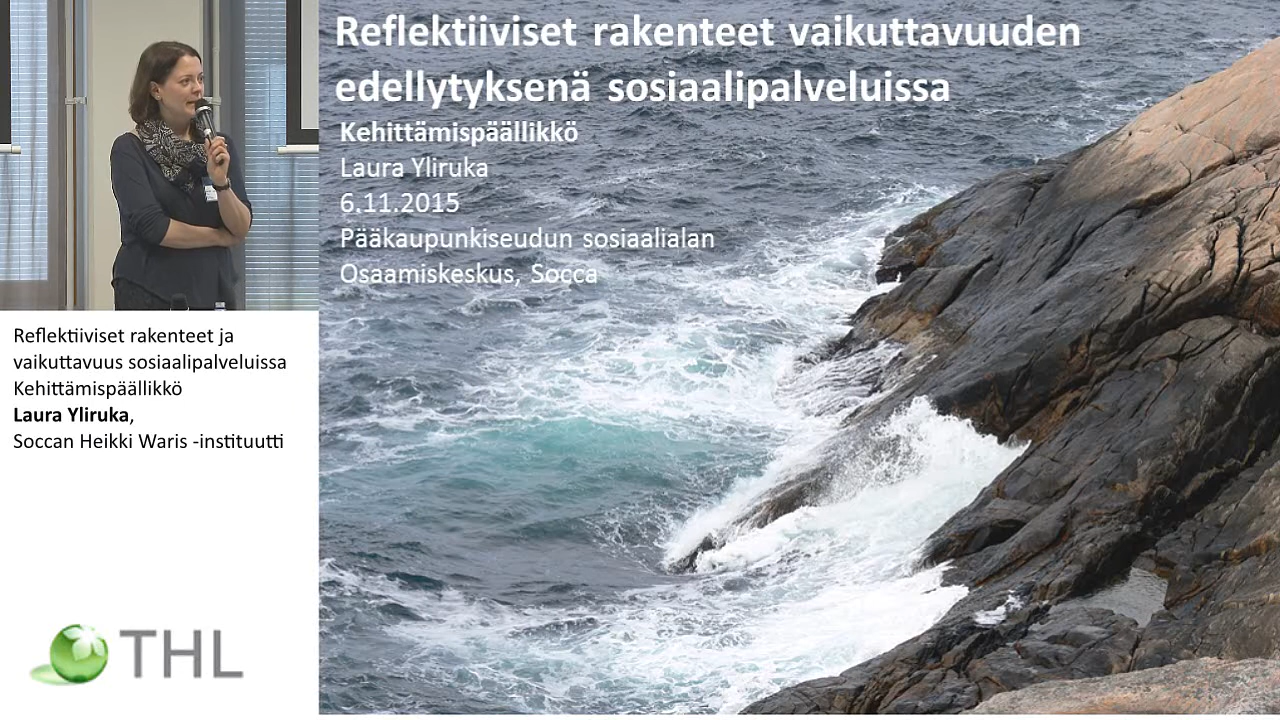 Reflektiiviset rakenteet vaikuttavuuden
edellytyksenä sosiaalipalveluissa
Kehittämispäällikkö
Laura Yliruka
6.11.2015
Pääkaupunkiseudun sosiaalialan
Osaamiskeskus, Socca
Reflektiiviset rakenteet ja
vaikuttavuus sosiaalipalveluissa
Kehittämispäällikkö
Laura Yliruka,
Soccan Heikki Waris -instituutti
THL